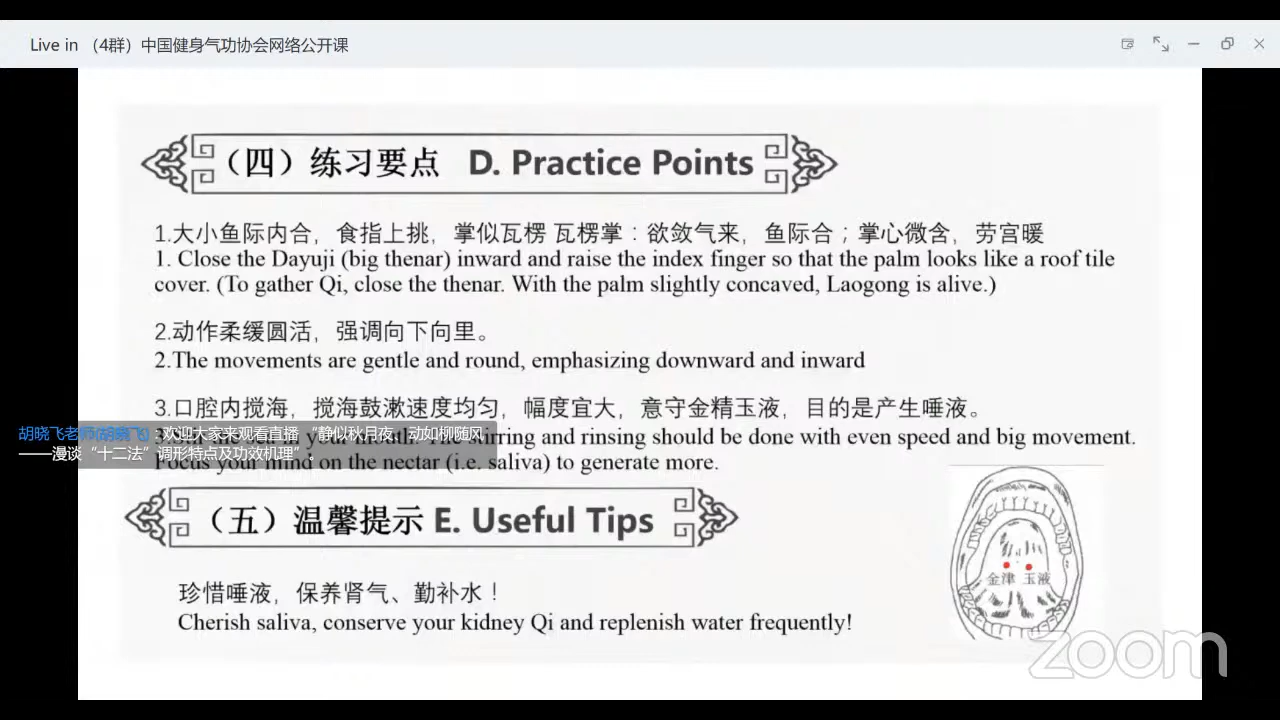 Live in （4群）中国健身气功协会网络公开课
（四）练习要点 D. Practice Points
1.大小鱼际内合，食指上挑，掌似瓦楞 瓦楞掌：欲敛气来，鱼际合；掌心微含，劳宫暖
1. Close the Dayuji (big thenar) inward and raise the index finger so that the palm looks like a roof tile
cover. (To gather Qi, close the thenar. With the palm slightly concaved, Laogong is alive.)
2.动作柔缓圆活，强调向下向里。
2.The movements are gentle and round, emphasizing downward and inward
3.口腔内搅海，搅海鼓漱速度均匀，幅度宜大，意守金精玉液，目的是产生唾液。
your mouth. The stirring and rinsing should be done with even speed and big movement.
Focus your mind on the nectar (i.e. saliva) to generate more.
胡晓飞老师(胡晓飞)：欢迎大家来观看直播 “静似秋月夜，动如柳随风
——漫谈“十二法”调形特点及功效机理”。
（五）温馨提示 E. Useful Tips
珍惜唾液，保养肾气、勤补水！
Cherish saliva, conserve your kidney Qi and replenish water frequently!
金津 玉液
zoom